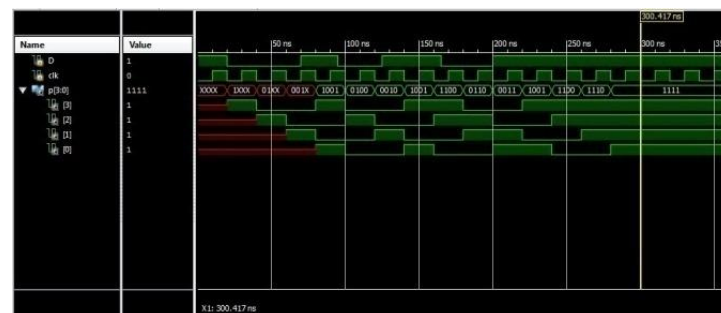 300.417 ns
Name Value
50 ns 100 ns 150 ns 200 ns 250 ns 300 ns
D 1
clk 0
p[3:0] 1111 XXXX 1XXX 01XX 001X 1001 0100 0010 1001 1100 0110 0011 1001 1100 1110 1111
[3] 1
[2] 1
[1] 1
[0] 1
X1: 300.417 ns